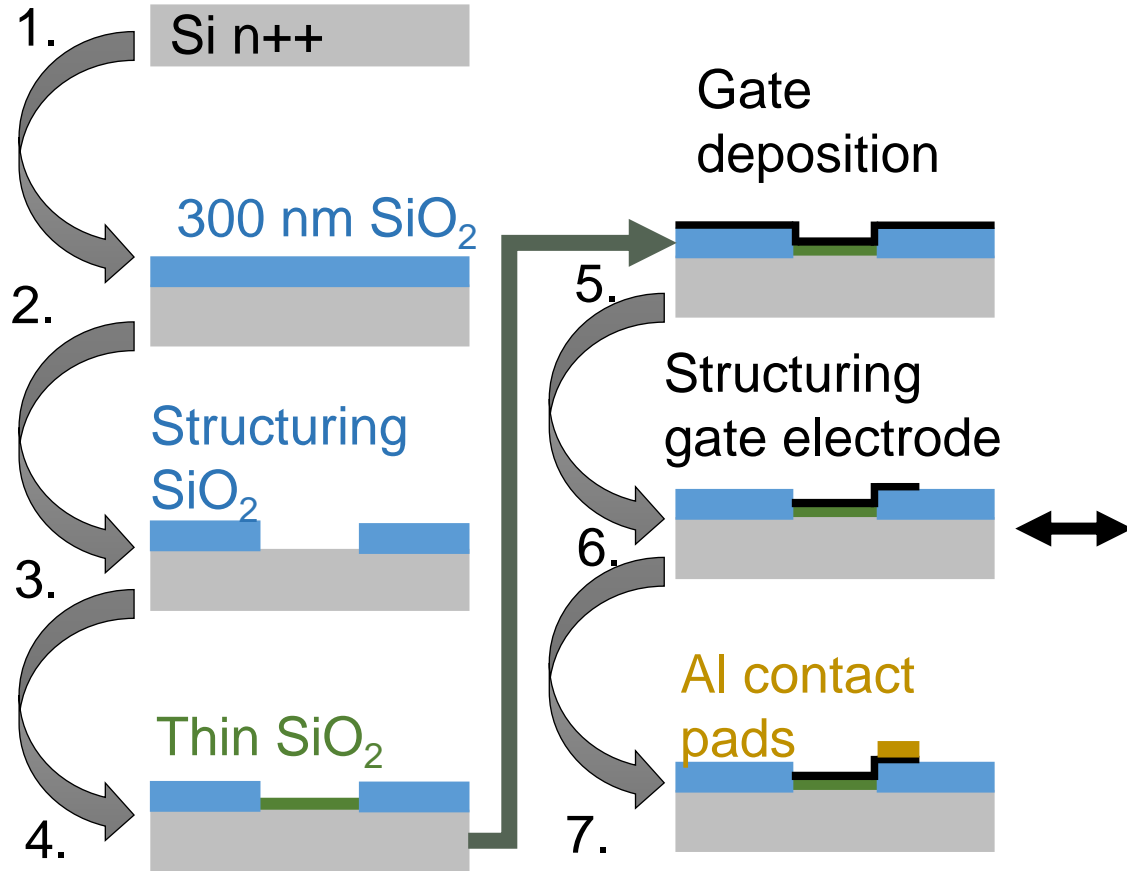 1.
Si n++
300 nm SiO₂
2.
Structuring
SiO₂
3.
Thin SiO₂
4.
Gate
deposition
5.
Structuring
gate electrode
6.
Al contact
pads
7.